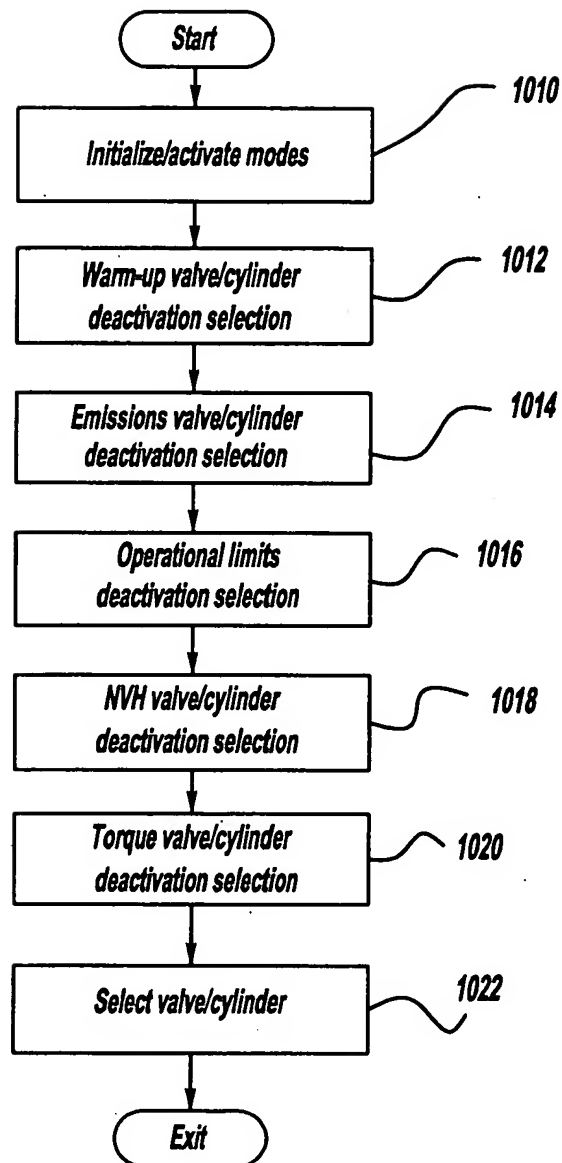 Start
1010
Initialize/activate modes
1012
Warm-up valve/cylinder
deactivation selection
1014
Emissions valve/cylinder
deactivation selection
1016
Operational limits
deactivation selection
1018
NVH valve/cylinder
deactivation selection
1020
Torque valve/cylinder
deactivation selection
1022
Select valve/cylinder
Exit